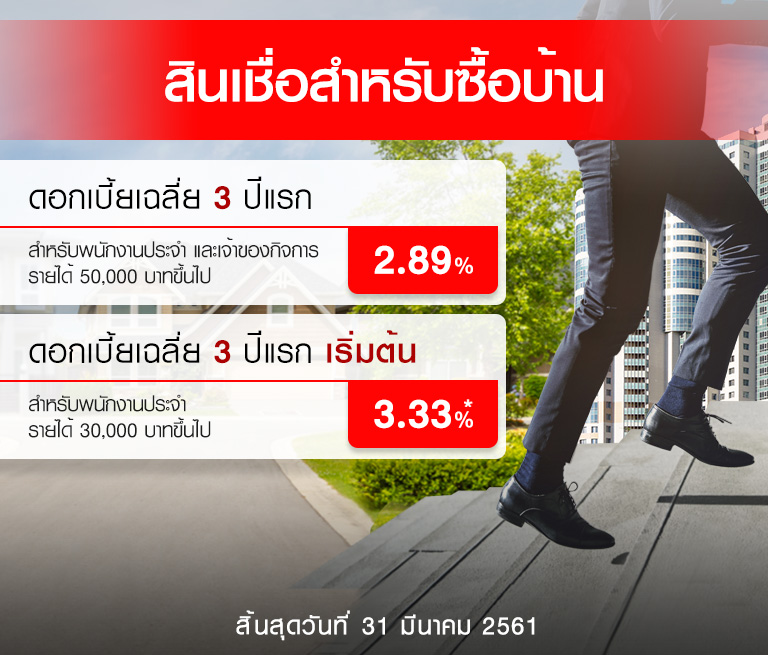 สินเชื่อสำหรับซื้อบ้าน
ดอกเบี้ยเฉลี่ย 3 ปีแรก
สำหรับพนักงานประจำ และเจ้าของกิจการ
รายได้ 50,000 บาทขึ้นไป
2.89%
ดอกเบี้ยเฉลี่ย 3 ปีแรก เริ่มต้น
สำหรับพนักงานประจำ
รายได้ 30,000 บาทขึ้นไป
3.33%*
สิ้นสุดวันที่ 31 มีนาคม 2561